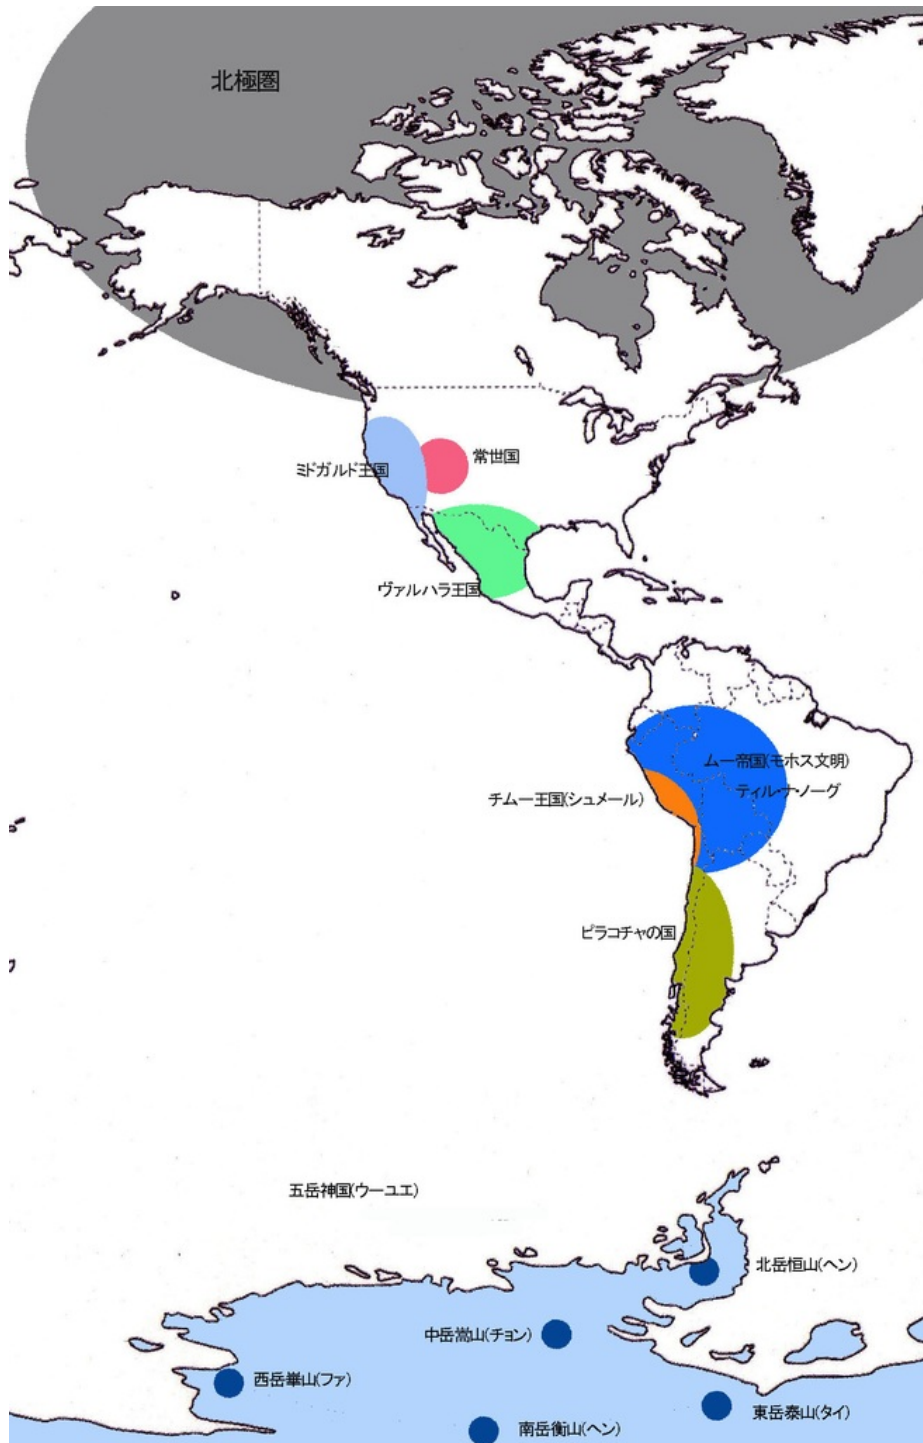 北極圏
常世国
ミドガルド王国
ヴァルハラ王国
ムー帝国(モホス文明)
ティル・ナ・ノーグ
チムー王国(シュメール)
ビラコチャの国
五岳神国(ウーユエ)
北岳恒山(ヘン)
中岳嵩山(チョン)
西岳崋山(ファ)
東岳泰山(タイ)
南岳衡山(ヘン)